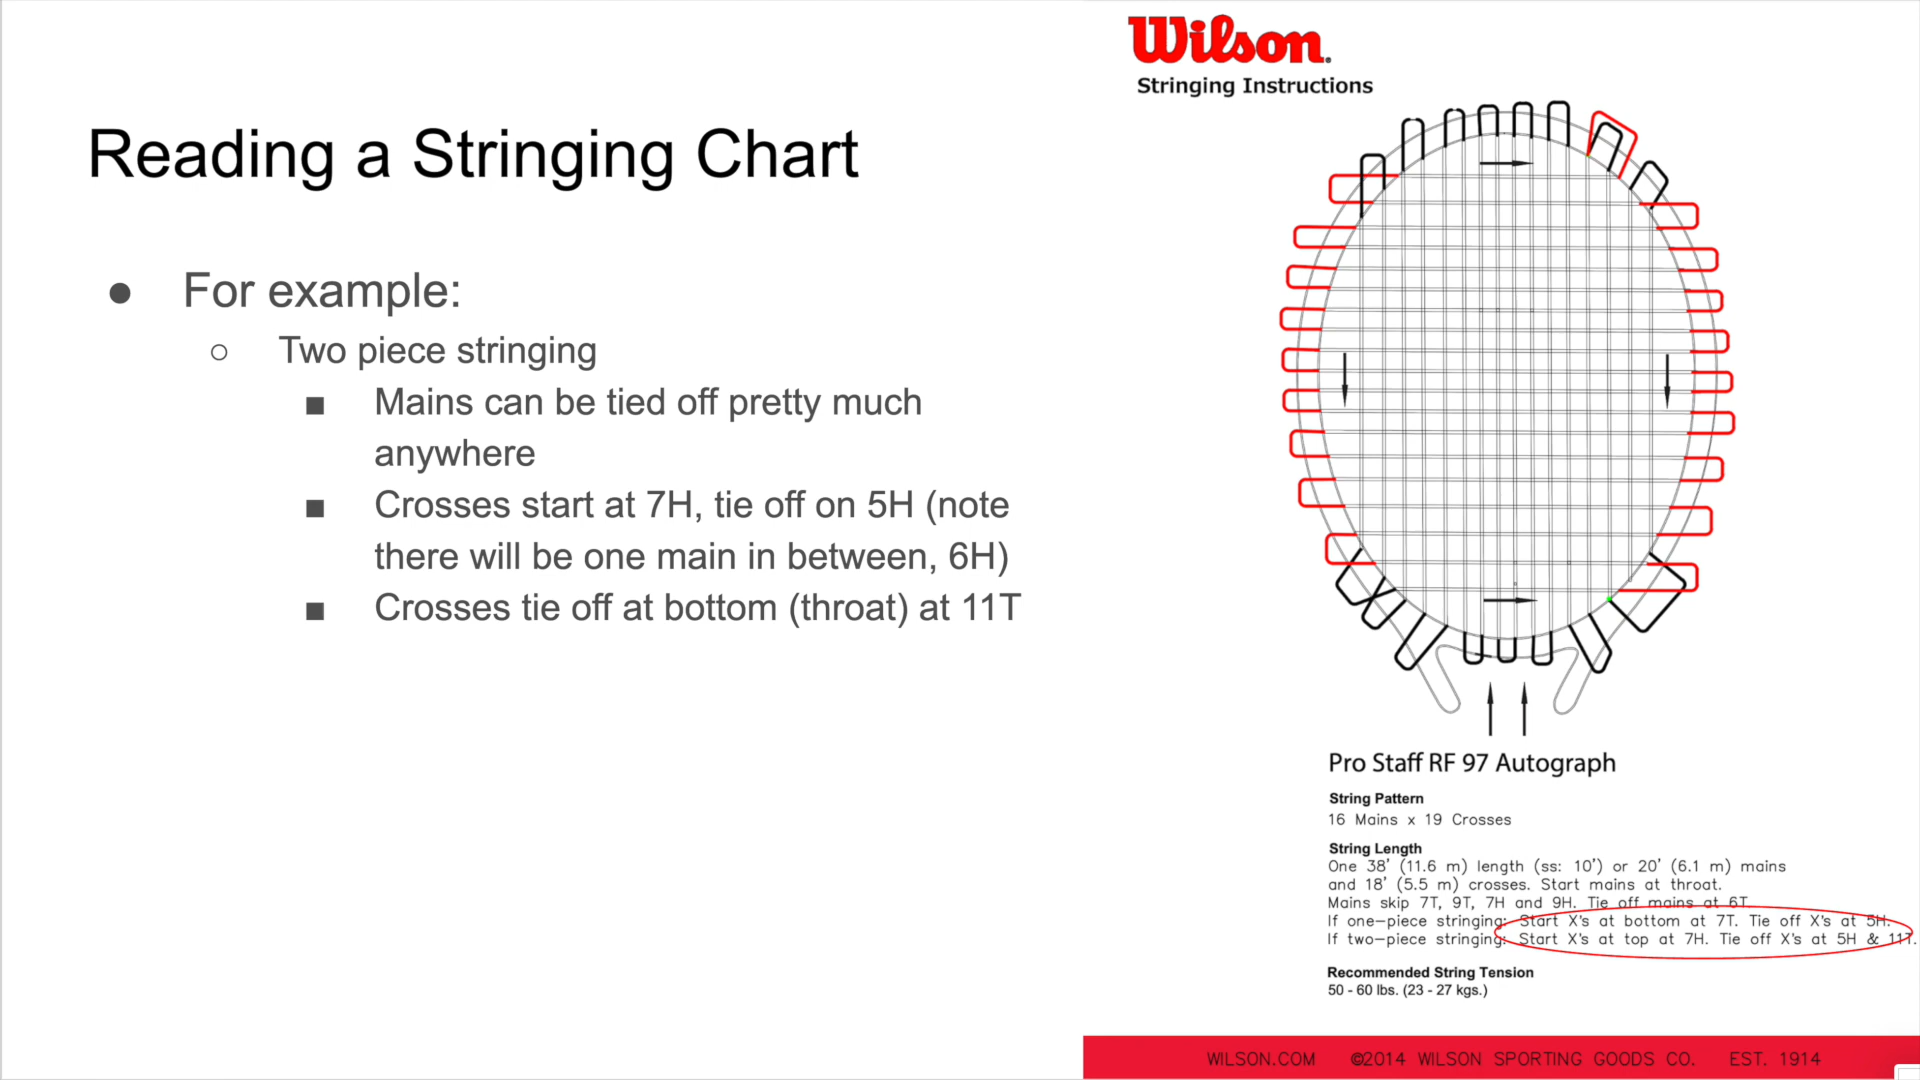 Reading a Stringing Chart
● For example:
○ Two piece stringing
■ Mains can be tied off pretty much
anywhere
■ Crosses start at 7H, tie off on 5H (note
there will be one main in between, 6H)
■ Crosses tie off at bottom (throat) at 11T
Wilson.
Stringing Instructions
Pro Staff RF 97 Autograph
String Pattern
16 Mains x 19 Crosses
String Length
One 38' (11.6 m) length (ss: 10') or 20' (6.1 m) mains
and 18' (5.5 m) crosses. Start mains at throat.
Mains skip 7T, 9T, 7H and 9H. Tie off mains at 6T
If one-piece stringing: Start X's at bottom at 7T. Tie off X's at 5H.
If two-piece stringing: Start X's at top at 7H. Tie off X's at 5H & 11T.
Recommended String Tension
50 - 60 lbs. (23 - 27 kgs.)
WILSON.COM ©2014 WILSON SPORTING GOODS CO. EST. 1914